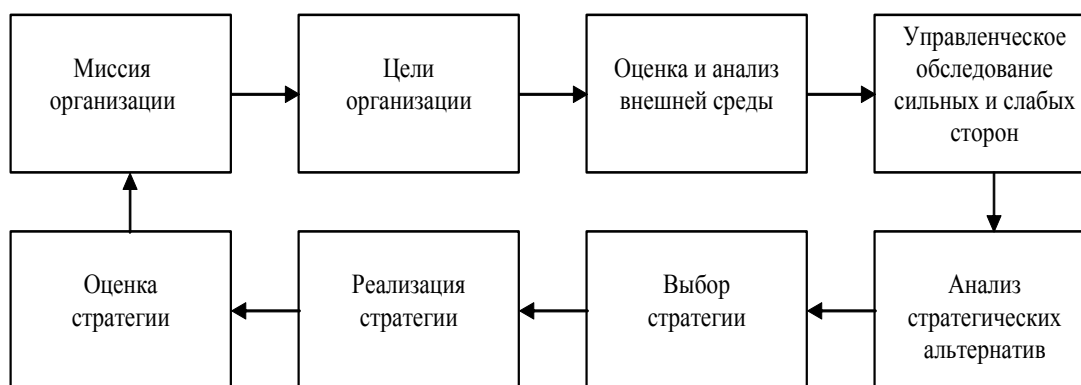 Миссия
организации
Цели
организации
Оценка и анализ
внешней среды
Управленческое
обследование
сильных и слабых
сторон
Оценка
стратегии
Реализация
стратегии
Выбор
стратегии
Анализ
стратегических
альтернатив